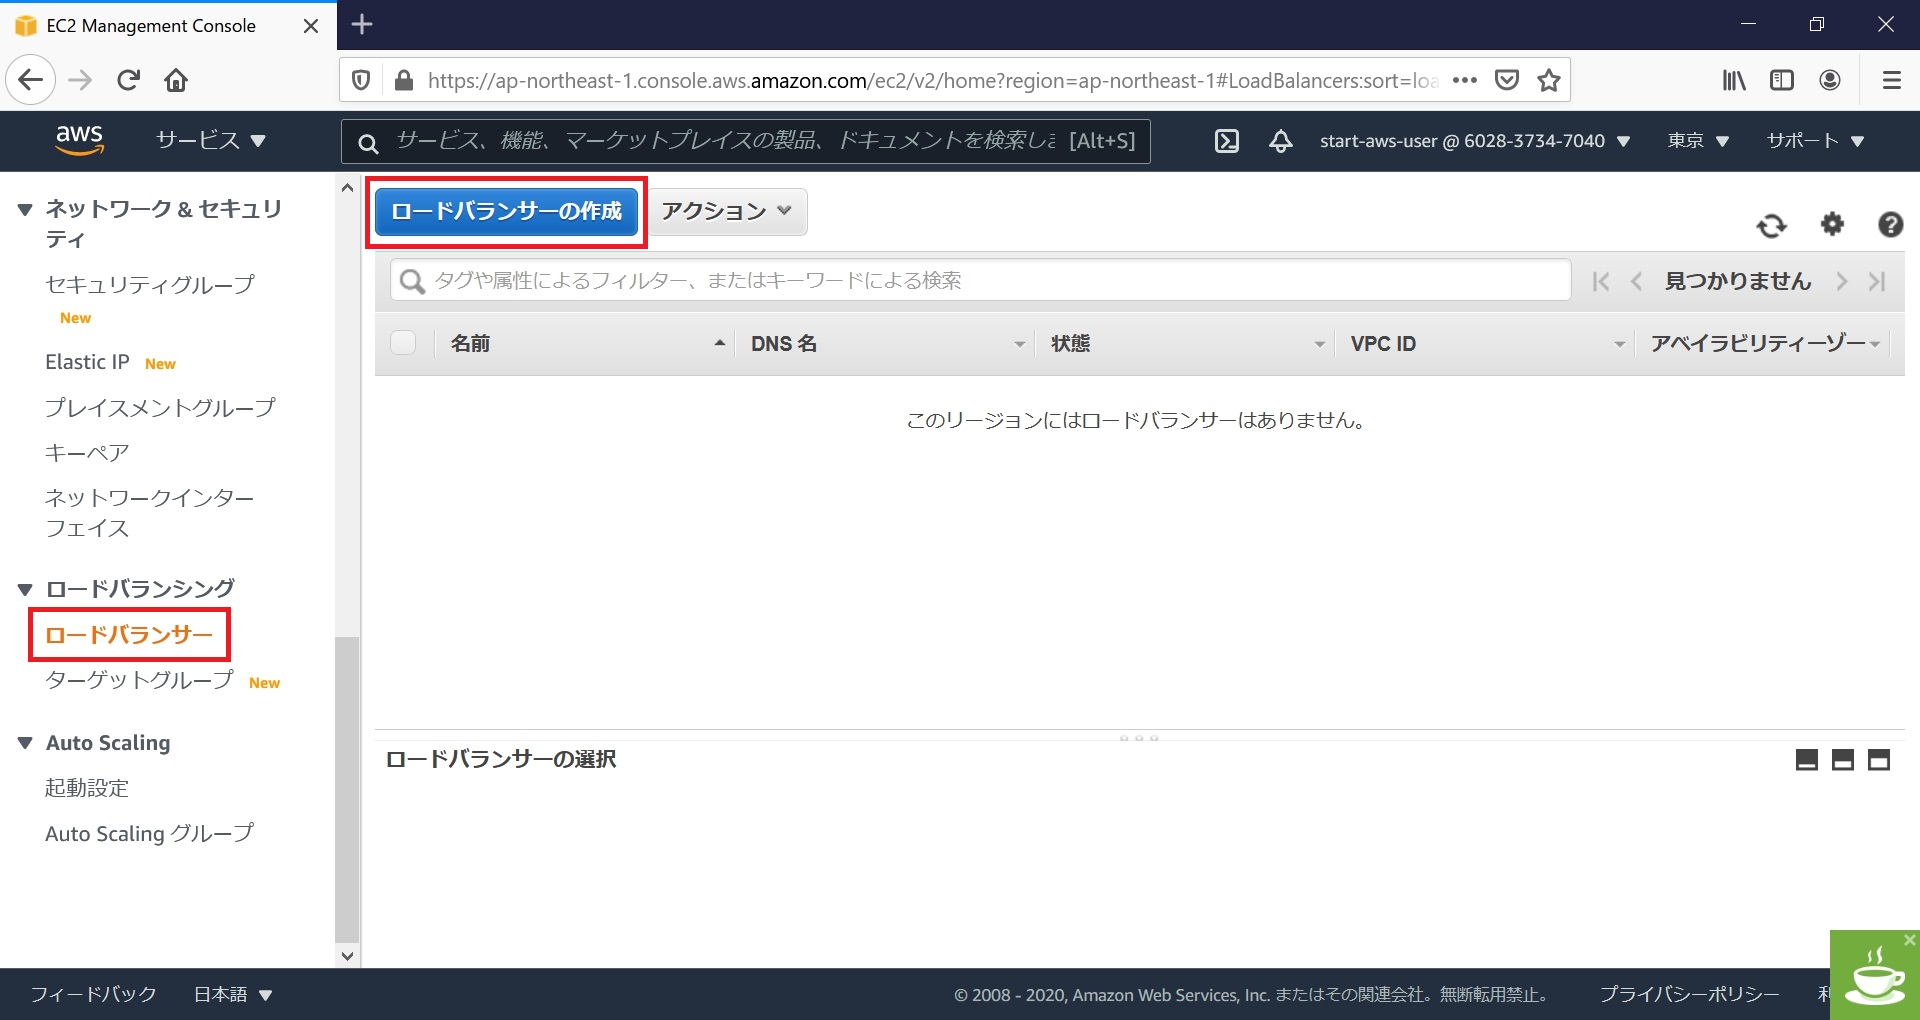 EC2 Management Console
https://ap-northeast-1.console.aws.amazon.com/ec2/v2/home?region=ap-northeast-1#LoadBalancers:sort=loa
aws
サービス
サービス、機能、マーケットプレイスの製品、ドキュメントを検索しま [Alt+S]
start-aws-user @ 6028-3734-7040
東京
サポート
ネットワーク & セキュリ
ティ
セキュリティグループ
New
Elastic IP New
プレイスメントグループ
キーペア
ネットワークインター
フェイス
ロードバランシング
ロードバランサー
ターゲットグループ New
Auto Scaling
起動設定
Auto Scaling グループ
ロードバランサーの作成
アクション
タグや属性によるフィルター、またはキーワードによる検索
見つかりません
名前 DNS 名 状態 VPC ID アベイラビリティーゾー
このリージョンにはロードバランサーはありません。
ロードバランサーの選択
フィードバック 日本語
© 2008 - 2020, Amazon Web Services, Inc. またはその関連会社。無断転用禁止。 プライバシーポリシー 利